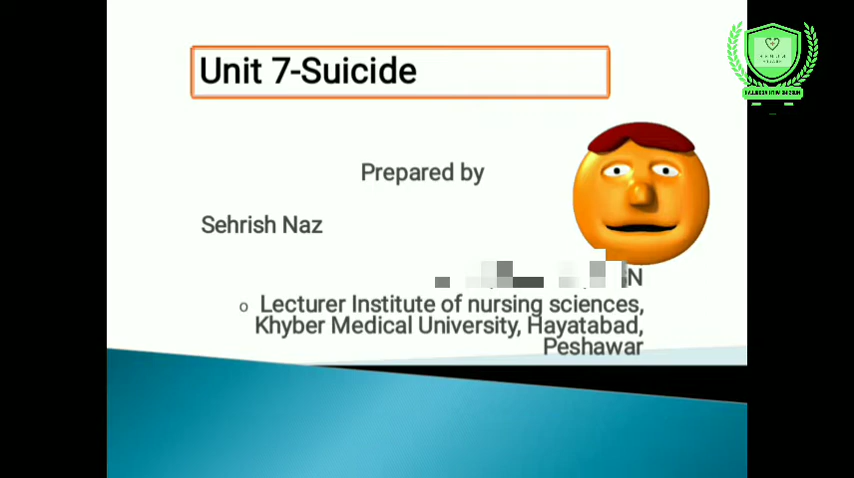 Unit 7-Suicide
Prepared by
Sehrish Naz
N
o Lecturer Institute of nursing sciences,
Khyber Medical University, Hayatabad,
Peshawar